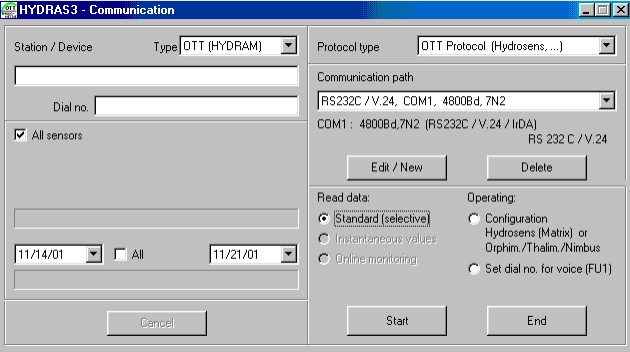 HYDRAS3 - Communication
Station / Device
Type
OTT (HYDRAM)
Dial no.
All sensors
11/14/01
All
11/21/01
Cancel
Protocol type
OTT Protocol (Hydrosens, ...)
Communication path
RS232C / V.24, COM1, 4800Bd, 7N2
COM1 : 4800Bd,7N2 (RS232C / V.24 / IrDA)
RS 232 C / V.24
Edit / New
Delete
Read data:
Standard (selective)
Instantaneous values
Online monitoring
Operating:
Configuration
Hydrosens (Matrix) or
Orphim./Thalim./Nimbus
Set dial no. for voice (FU1)
Start
End